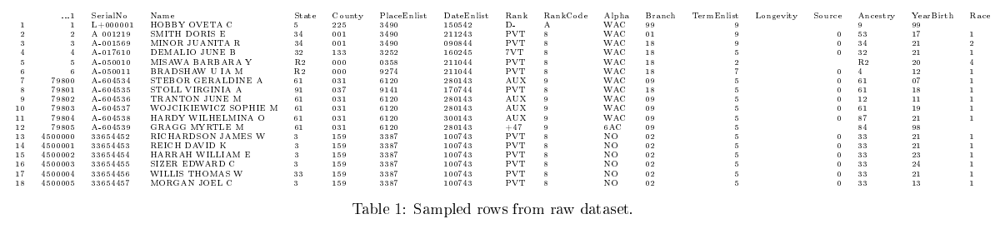 ...1 SerialNo Name State County PlaceEnlist DateEnlist Rank RankCode Alpha Branch TermEnlist Longevity Source Ancestry YearBirth Race
1 1 L+000001 HOBBY OVETA C 5 225 3490 150542 D- A WAC 99 9 9 99
2 2 A 001219 SMITH DORIS E 34 001 3490 211243 PVT 8 WAC 01 9 0 53 17 1
3 3 A-001569 MINOR JUANITA R 34 001 3490 090844 PVT 8 WAC 18 9 0 34 21 2
4 4 A-017610 DEMALIO JUNE B 32 133 3252 160245 7VT 8 WAC 18 5 0 32 21 1
5 5 A-050010 MISAWA BARBARA Y R2 000 0358 211044 PVT 8 WAC 18 2 R2 20 4
6 6 A-050011 BRADSHAW U IA M R2 000 9274 211044 PVT 8 WAC 18 7 0 4 12 1
7 79800 A-604534 STEBOR GERALDINE A 61 031 6120 280143 AUX 9 WAC 09 5 0 61 07 1
8 79801 A-604535 STOLL VIRGINIA A 91 037 9141 170744 PVT 8 WAC 18 5 0 61 18 1
9 79802 A-604536 TRANTON JUNE M 61 031 6120 280143 AUX 9 WAC 09 5 0 12 11 1
10 79803 A-604537 WOJCIKIEWICZ SOPHIE M 61 031 6120 280143 AUX 9 WAC 09 5 0 61 19 1
11 79804 A-604538 HARDY WILHELMINA O 61 031 6120 300143 AUX 9 WAC 09 5 0 87 21 1
12 79805 A-604539 GRAGG MYRTLE M 61 031 6120 280143 +47 9 6AC 09 5 84 98
13 4500000 33654452 RICHARDSON JAMES W 3 159 3387 100743 PVT 8 NO 02 5 0 33 21 1
14 4500001 33654453 REICH DAVID K 3 159 3387 100743 PVT 8 NO 02 5 0 33 21 1
15 4500002 33654454 HARRAH WILLIAM E 3 159 3387 100743 PVT 8 NO 02 5 0 33 23 1
16 4500003 33654455 SIZER EDWARD C 3 159 3387 100743 PVT 8 NO 02 5 0 33 24 1
17 4500004 33654456 WILLIS THOMAS W 33 159 3387 100743 PVT 8 NO 02 5 0 33 21 1
18 4500005 33654457 MORGAN JOEL C 3 159 3387 100743 PVT 8 NO 02 5 0 33 13 1
Table 1: Sampled rows from raw dataset.